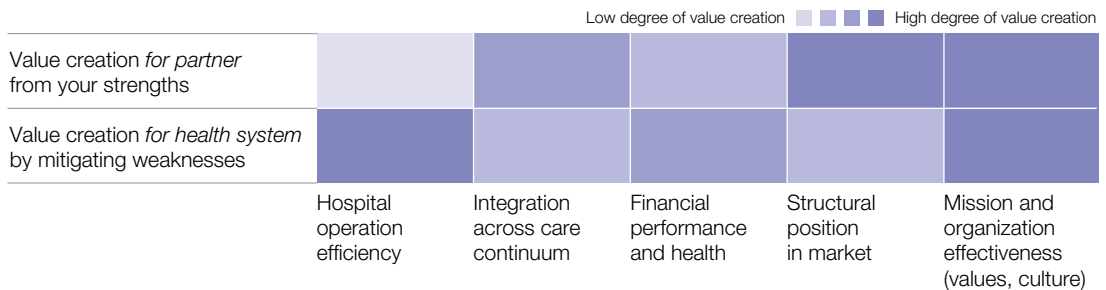 Low degree of value creation High degree of value creation
Value creation for partner
from your strengths
Value creation for health system
by mitigating weaknesses
Hospital
operation
efficiency
Integration
across care
continuum
Financial
performance
and health
Structural
position
in market
Mission and
organization
effectiveness
(values, culture)